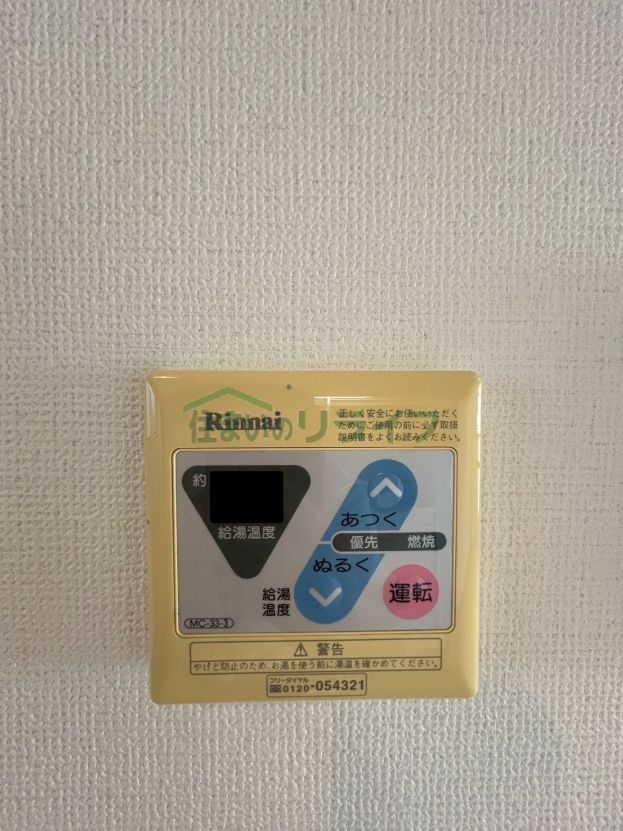 Rinnai
住まいのリ
正しく安全にお使いいただく
ためにご使用の前に必ず取扱
説明書をよくお読みください。
約
給湯温度
あつく
優先 燃焼
ぬるく
給湯
温度
運転
MC-33-3
⚠ 警告
やけど防止のため、お湯を使う前に湯温を確かめてください。
フリーダイヤル
0120-054321